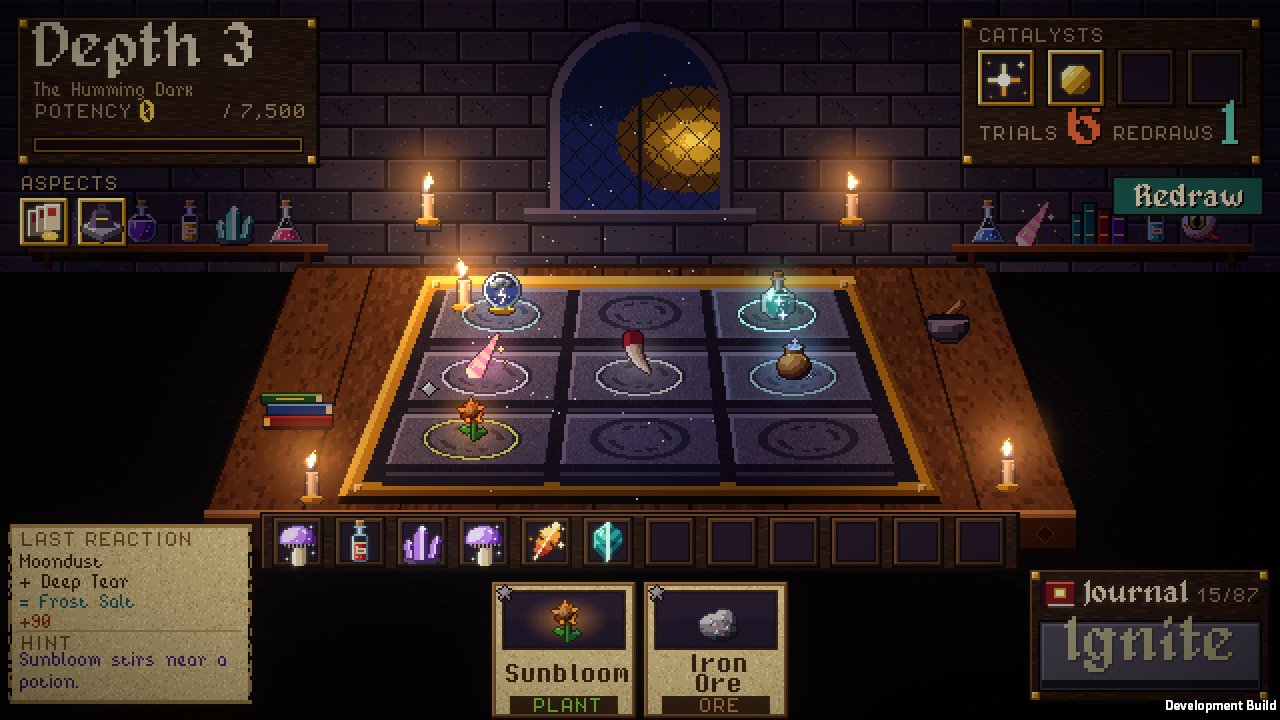 Depth 3
The Humming Dark
POTENCY 0 / 7,500
ASPECTS
CATALYSTS
TRIALS 6 REDRAWS 1
Redraw
LAST REACTION
Moondust
+ Deep Tear
= Frost Salt
+90
HINT
Sunbloom stirs near a
potion.
Sunbloom
PLANT
Iron
Ore
ORE
Journal 15/87
Ignite
Development Build